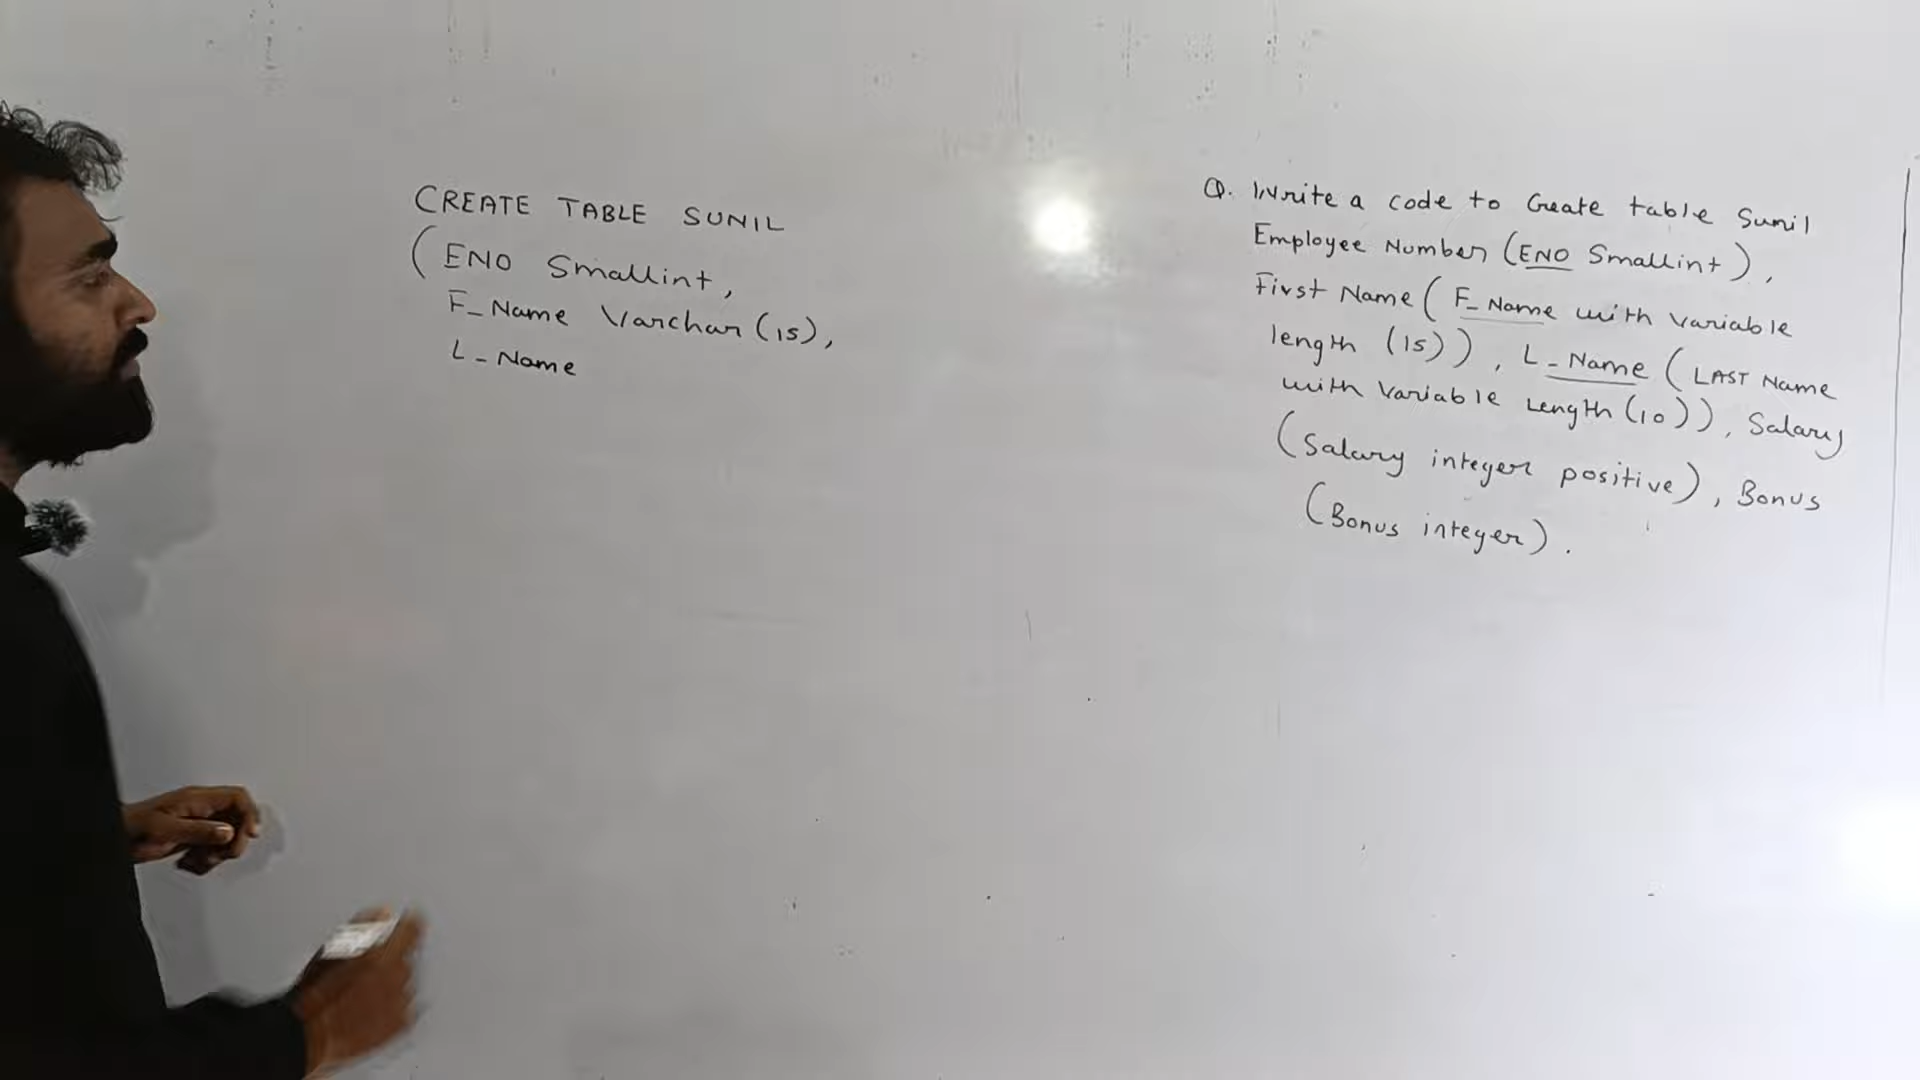 CREATE TABLE SUNIL
(ENO Smallint,
F_Name Varchar(15),
L-Name
Q. Write a code to Create table Sunil
Employee Number (ENO Smallint),
First Name (F_Name with variable
length (15)), L-Name (LAST Name
with variable Length (10)), Salary
(Salary integer positive), Bonus
(Bonus integer).